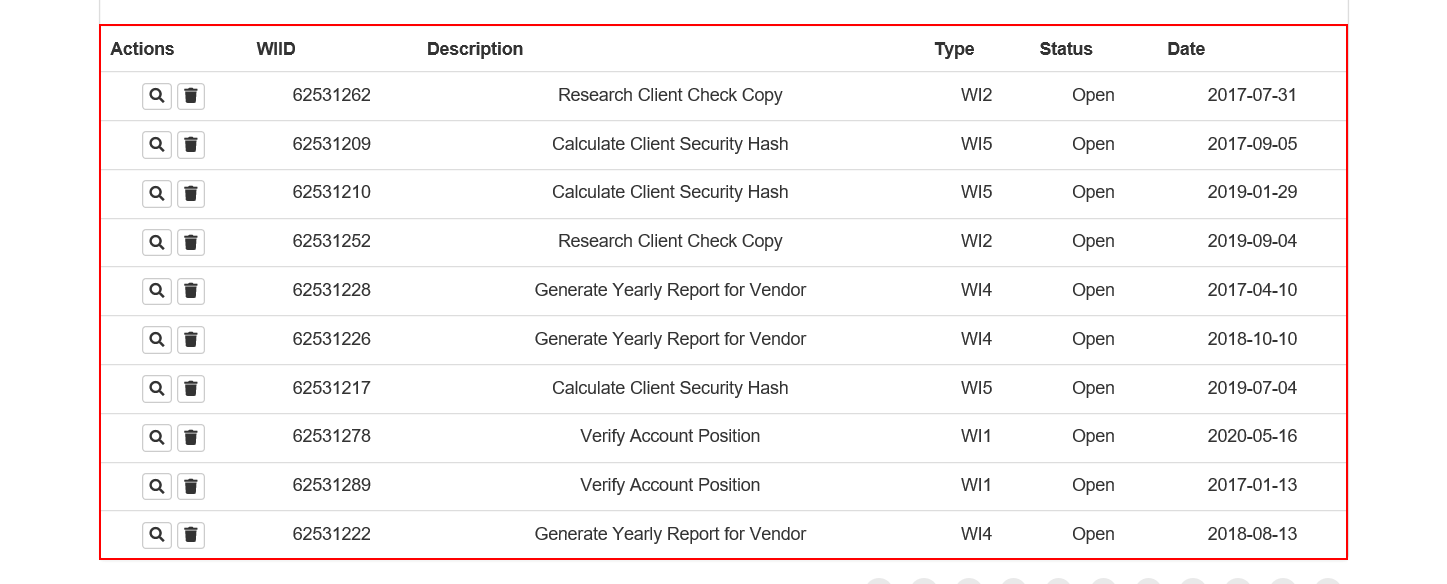 Actions WIID Description Type Status Date
62531262 Research Client Check Copy WI2 Open 2017-07-31
62531209 Calculate Client Security Hash WI5 Open 2017-09-05
62531210 Calculate Client Security Hash WI5 Open 2019-01-29
62531252 Research Client Check Copy WI2 Open 2019-09-04
62531228 Generate Yearly Report for Vendor WI4 Open 2017-04-10
62531226 Generate Yearly Report for Vendor WI4 Open 2018-10-10
62531217 Calculate Client Security Hash WI5 Open 2019-07-04
62531278 Verify Account Position WI1 Open 2020-05-16
62531289 Verify Account Position WI1 Open 2017-01-13
62531222 Generate Yearly Report for Vendor WI4 Open 2018-08-13